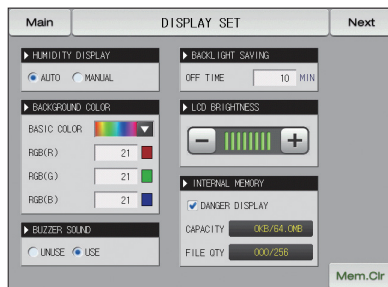 Main
DISPLAY SET
Next
▶ HUMIDITY DISPLAY
AUTO
MANUAL
▶ BACKGROUND COLOR
BASIC COLOR
RGB(R) 21
RGB(G) 21
RGB(B) 21
▶ BUZZER SOUND
UNUSE
USE
▶ BACKLIGHT SAVING
OFF TIME 10 MIN
▶ LCD BRIGHTNESS
− +
▶ INTERNAL MEMORY
DANGER DISPLAY
CAPACITY 0KB/64.0MB
FILE QTY 000/256
Mem.Clr